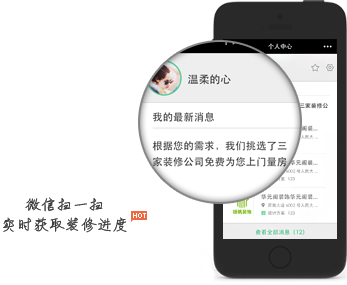 个人中心
温柔的心
我的最新消息
根据您的需求，我们挑选了三
家装修公司免费为您上门量房
三家装修公
华元阁装饰华元阁装...
查看全部消息（12）
微信扫一扫
实时获取装修进度
HOT